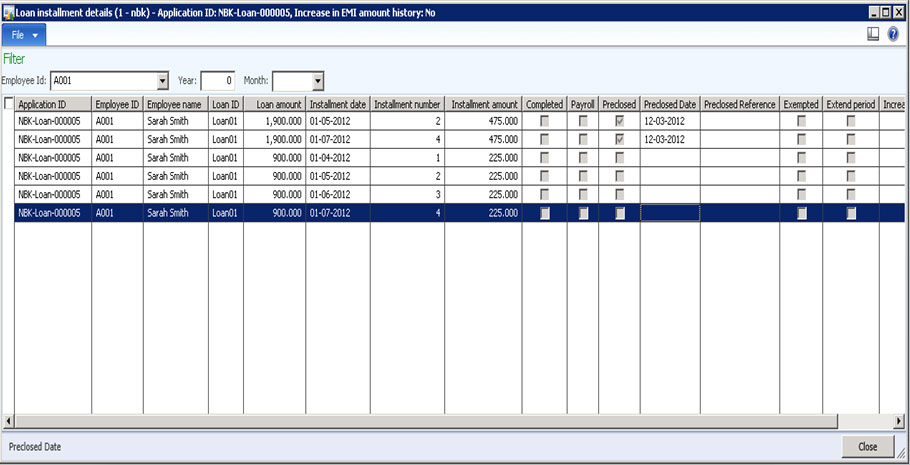 Loan installment details (1 - nbk) - Application ID: NBK-Loan-000005, Increase in EMI amount history: No
File
Filter
Employee Id: A001 Year: 0 Month:
Application ID Employee ID Employee name Loan ID Loan amount Installment date Installment number Installment amount Completed Payroll Preclosed Preclosed Date Preclosed Reference Exempted Extend period Increa
NBK-Loan-000005 A001 Sarah Smith Loan01 1,900.000 01-05-2012 2 475.000 12-03-2012
NBK-Loan-000005 A001 Sarah Smith Loan01 1,900.000 01-07-2012 4 475.000 12-03-2012
NBK-Loan-000005 A001 Sarah Smith Loan01 900.000 01-04-2012 1 225.000
NBK-Loan-000005 A001 Sarah Smith Loan01 900.000 01-05-2012 2 225.000
NBK-Loan-000005 A001 Sarah Smith Loan01 900.000 01-06-2012 3 225.000
NBK-Loan-000005 A001 Sarah Smith Loan01 900.000 01-07-2012 4 225.000
Preclosed Date Close